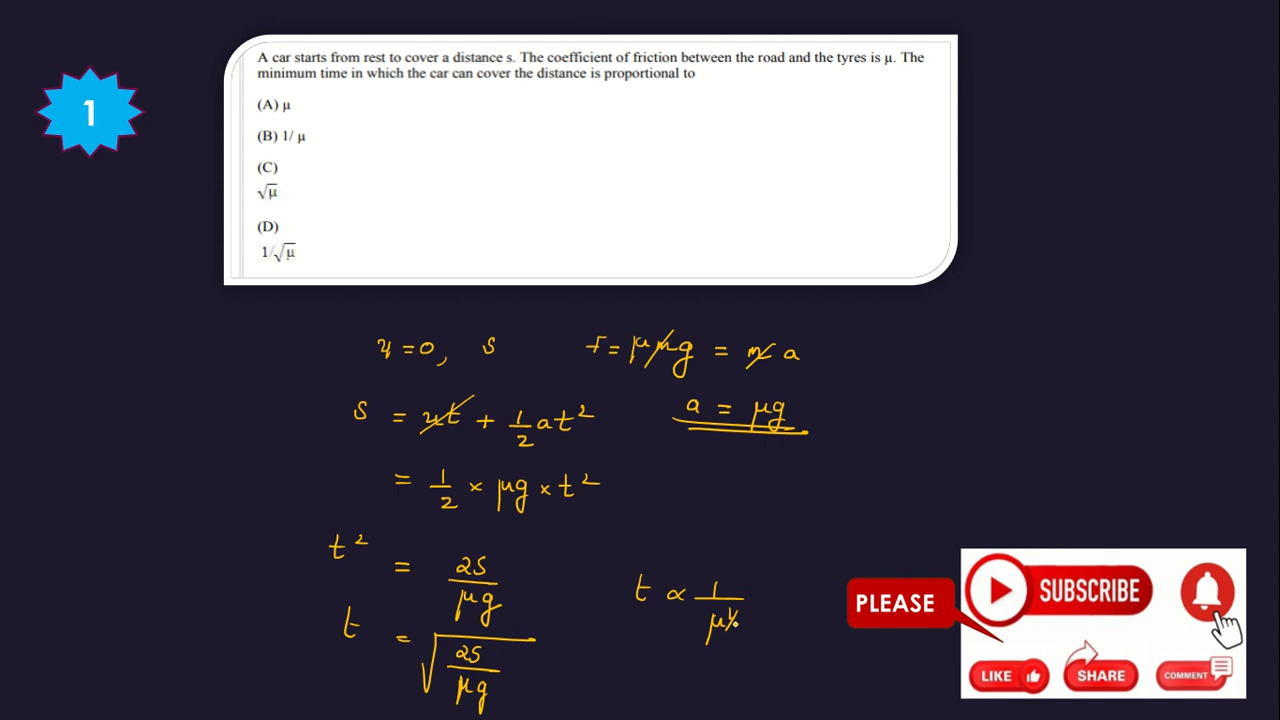 1
A car starts from rest to cover a distance s. The coefficient of friction between the road and the tyres is μ. The
minimum time in which the car can cover the distance is proportional to
(A) μ
(B) 1/ μ
(C)
√μ
(D)
1/√μ
u = 0, s f = μmg = ma
s = ut + 1/2 at² a = μg
= 1/2 × μg × t²
t² = 2s/μg
t = √(2s/μg)
t ∝ 1/μ^1/
PLEASE
SUBSCRIBE
LIKE
SHARE
COMMENT